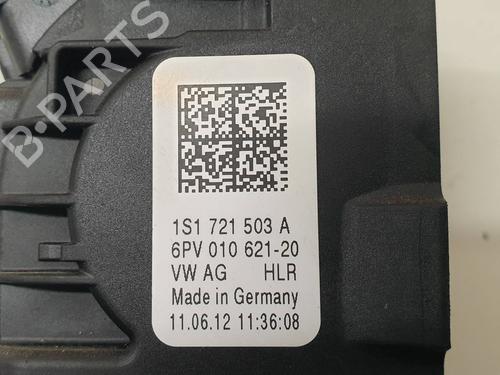 B-PARTS
1S1 721 503 A
6PV 010 621-20
VW AG HLR
Made in Germany
11.06.12 11:36:08